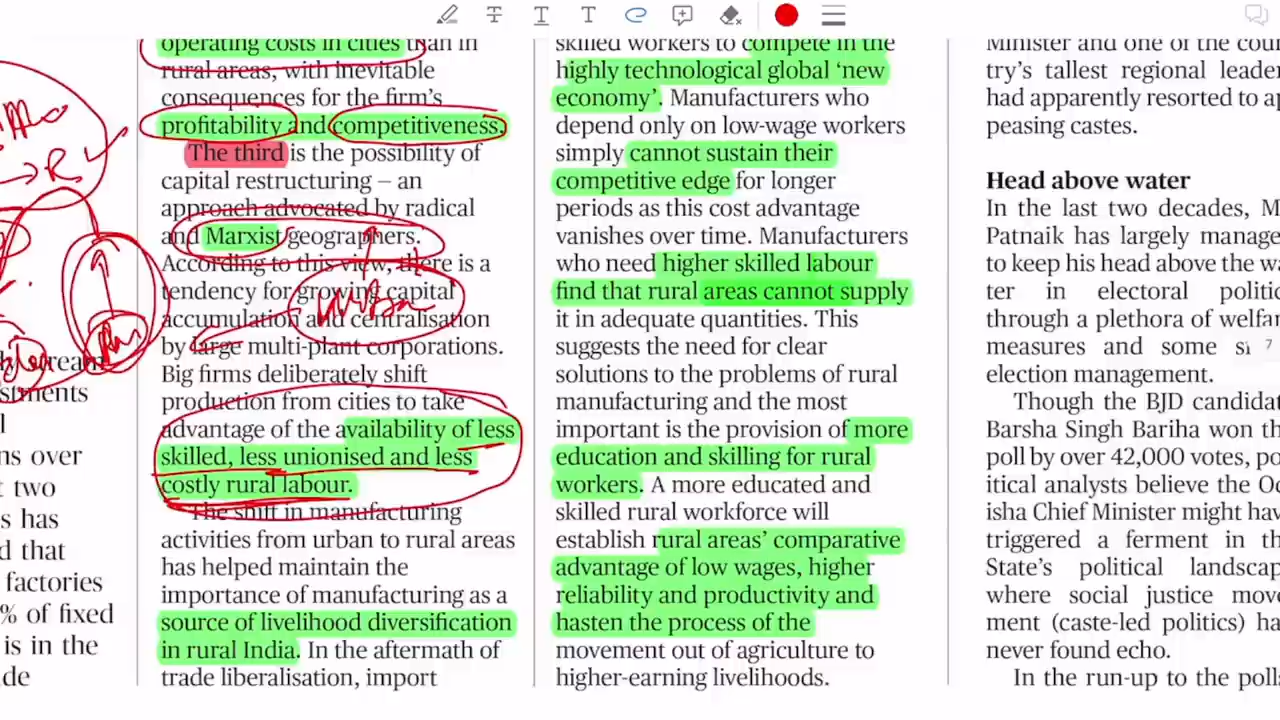 operating costs in cities than in
rural areas, with inevitable
consequences for the firm's
profitability and competitiveness.
The third is the possibility of
capital restructuring – an
approach advocated by radical
and Marxist geographers.
According to this view, there is a
tendency for growing capital
accumulation and centralisation
by large multi-plant corporations.
Big firms deliberately shift
production from cities to take
advantage of the availability of less
skilled, less unionised and less
costly rural labour.
The shift in manufacturing
activities from urban to rural areas
has helped maintain the
importance of manufacturing as a
source of livelihood diversification
in rural India. In the aftermath of
trade liberalisation, import
skilled workers to compete in the
highly technological global 'new
economy'. Manufacturers who
depend only on low-wage workers
simply cannot sustain their
competitive edge for longer
periods as this cost advantage
vanishes over time. Manufacturers
who need higher skilled labour
find that rural areas cannot supply
it in adequate quantities. This
suggests the need for clear
solutions to the problems of rural
manufacturing and the most
important is the provision of more
education and skilling for rural
workers. A more educated and
skilled rural workforce will
establish rural areas' comparative
advantage of low wages, higher
reliability and productivity and
hasten the process of the
movement out of agriculture to
higher-earning livelihoods.
Minister and one of the coun
try's tallest regional leader
had apparently resorted to ap
peasing castes.
Head above water
In the last two decades, M
Patnaik has largely manage
to keep his head above the wa
ter in electoral politic
through a plethora of welfar
measures and some
election management.
Though the BJD candidat
Barsha Singh Bariha won th
poll by over 42,000 votes, po
itical analysts believe the Od
isha Chief Minister might hav
triggered a ferment in th
State's political landscap
where social justice move
ment (caste-led politics) ha
never found echo.
In the run-up to the polls
7
ns over
t two
s has
d that
factories
% of fixed
is in the
de